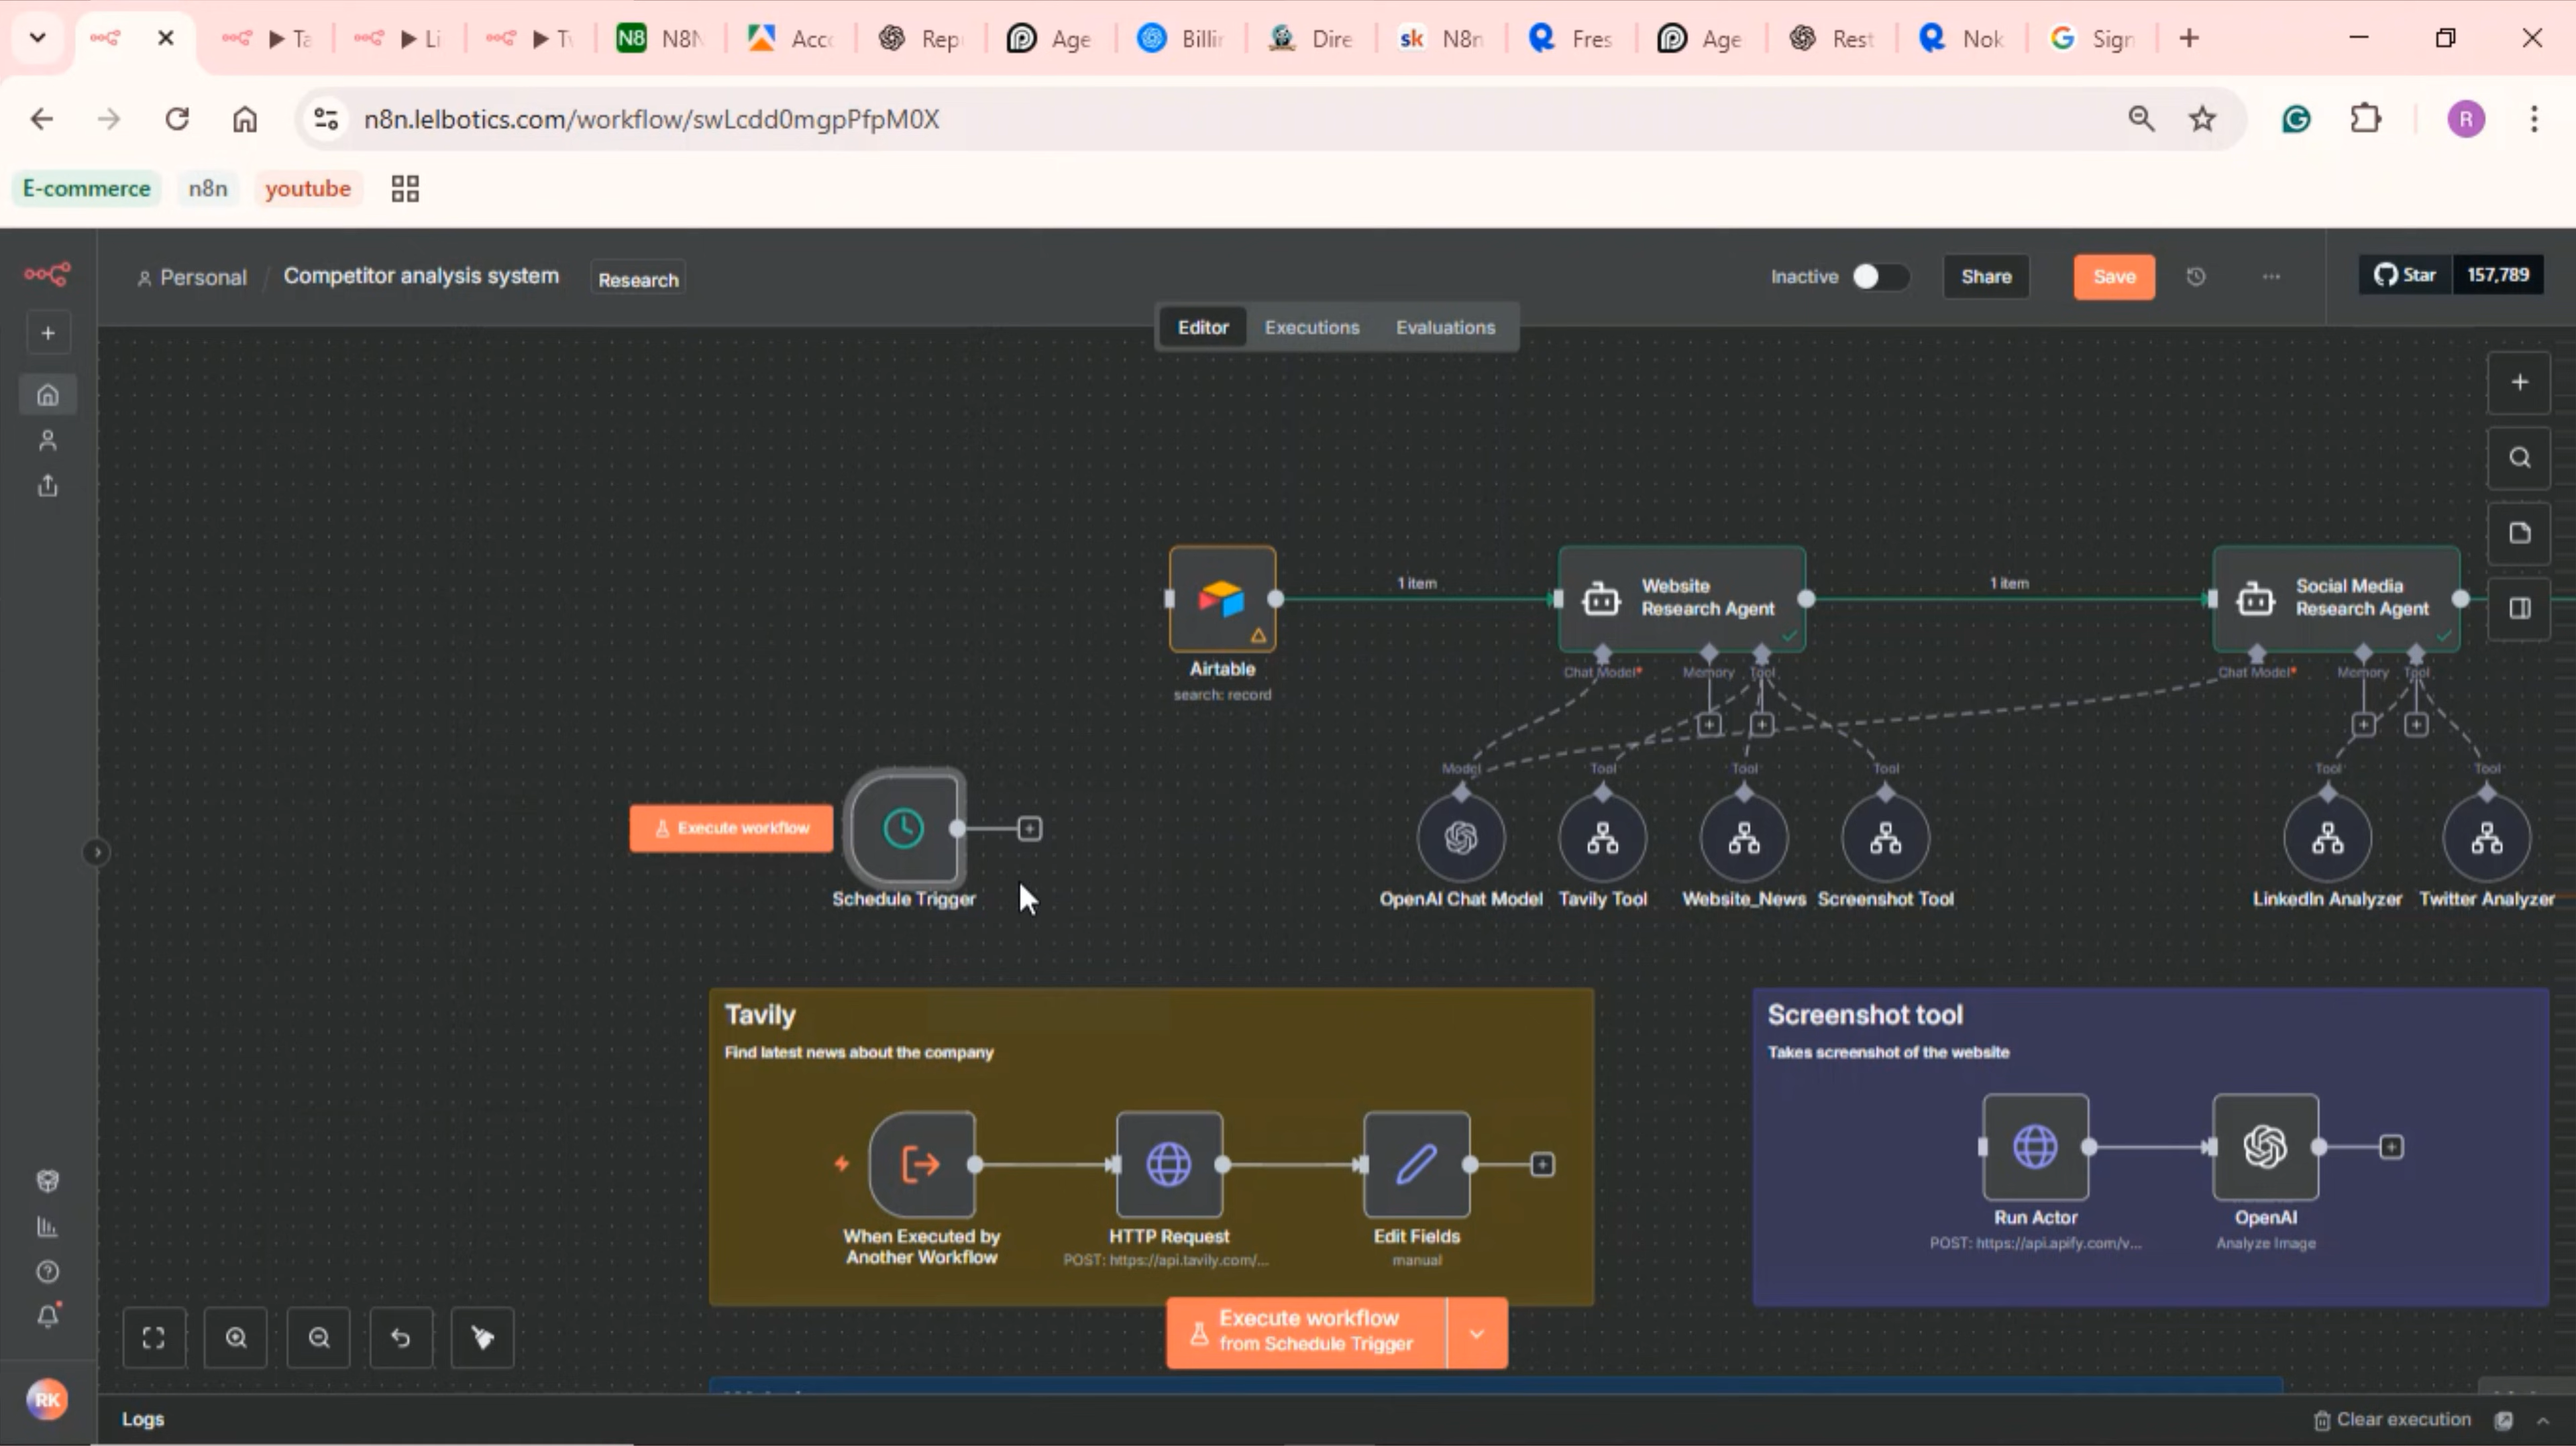 Ta
Li
N8 N8N
Acc
Rep
Age
Billin
Dire
sk N8n
Fres
Age
Rest
Nok
Sign
n8n.lelbotics.com/workflow/swLcdd0mgpPfpM0X
R
E-commerce n8n youtube
Personal / Competitor analysis system Research
Inactive Share Save Star 157,789
Editor Executions Evaluations
1 item
1 item
Website
Research Agent
Social Media
Research Agent
Airtable
search: record
Chat Model* Memory Tool
Chat Model* Memory Tool
Model Tool Tool Tool Tool Tool
Execute workflow
Schedule Trigger
OpenAI Chat Model Tavily Tool Website_News Screenshot Tool LinkedIn Analyzer Twitter Analyzer
Tavily
Find latest news about the company
When Executed by
Another Workflow
HTTP Request
POST: https://api.tavily.com/...
Edit Fields
manual
Screenshot tool
Takes screenshot of the website
Run Actor
POST: https://api.apify.com/v...
OpenAI
Analyze Image
Execute workflow
from Schedule Trigger
RK
Logs
Clear execution